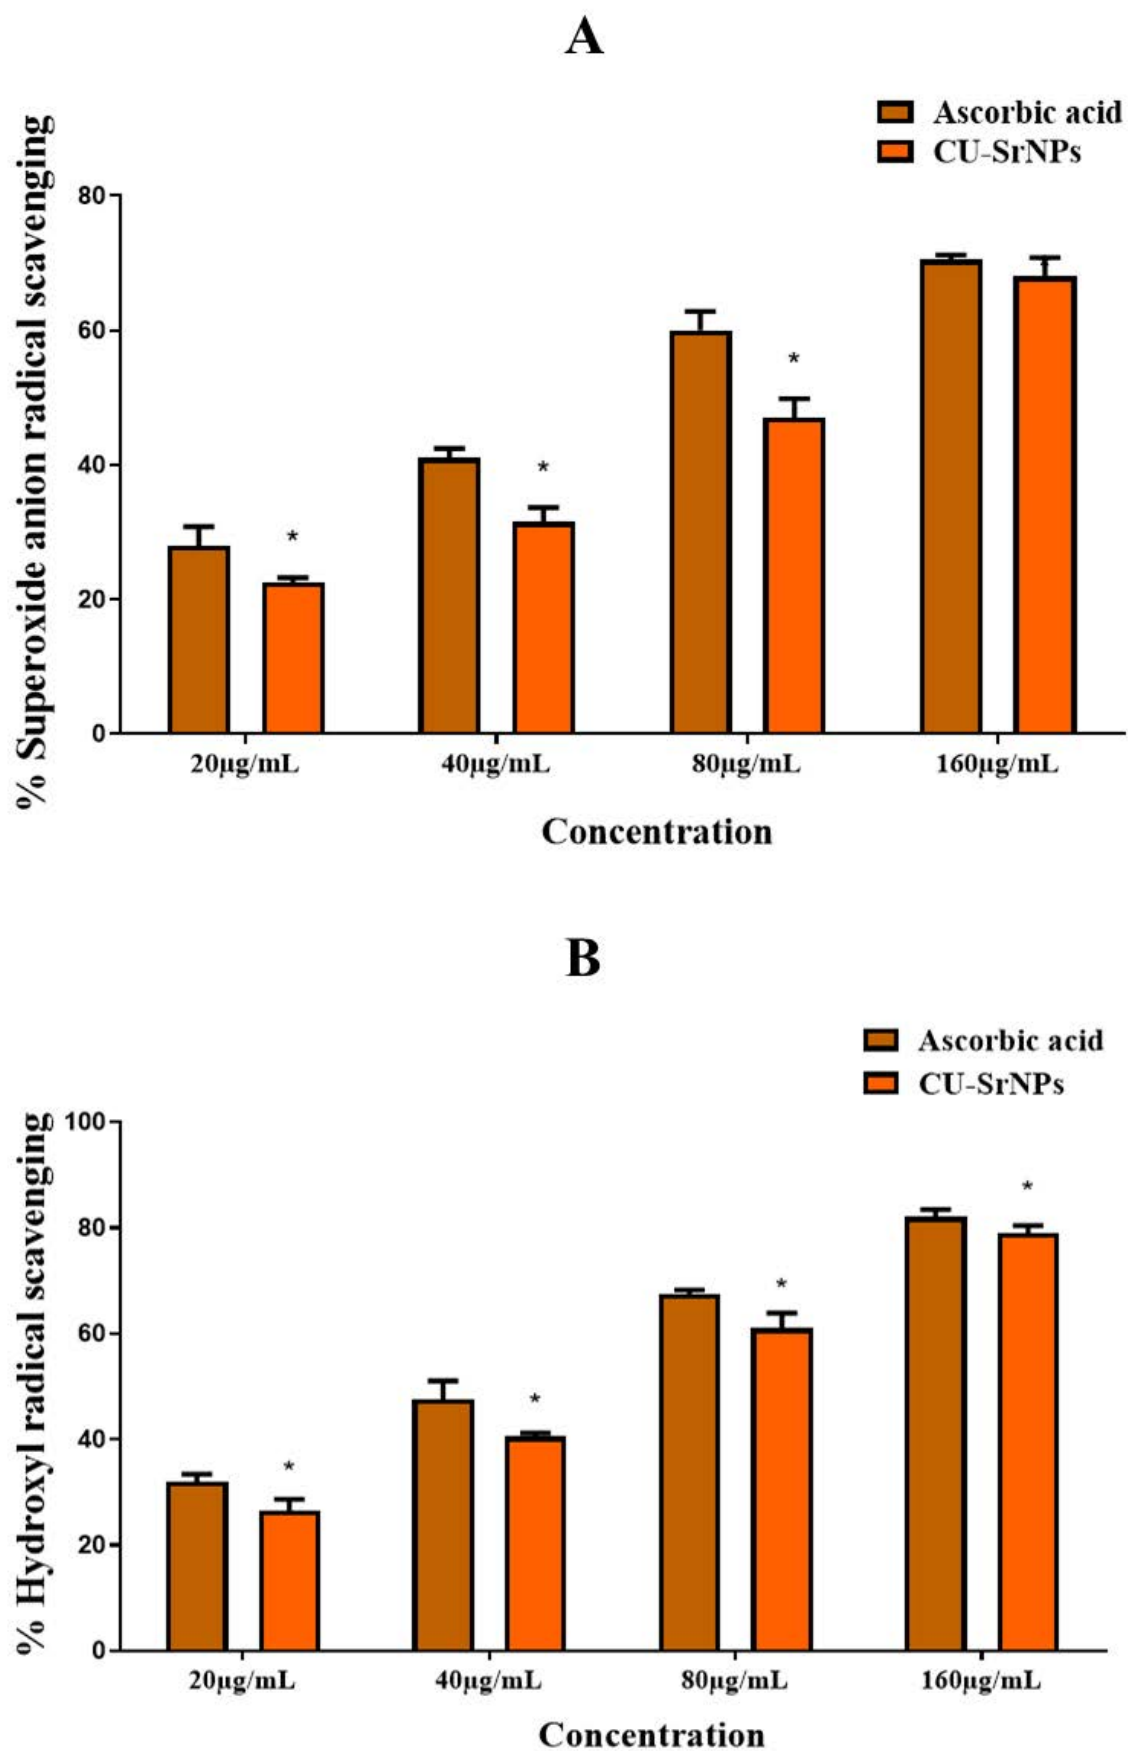 A
Ascorbic acid
CU-SrNPs
% Superoxide anion radical scavenging
80
60
40
20
0
*
*
*
*
20µg/mL
40µg/mL
80µg/mL
160µg/mL
Concentration
B
Ascorbic acid
CU-SrNPs
% Hydroxyl radical scavenging
100
80
60
40
20
0
*
*
*
*
20µg/mL
40µg/mL
80µg/mL
160µg/mL
Concentration